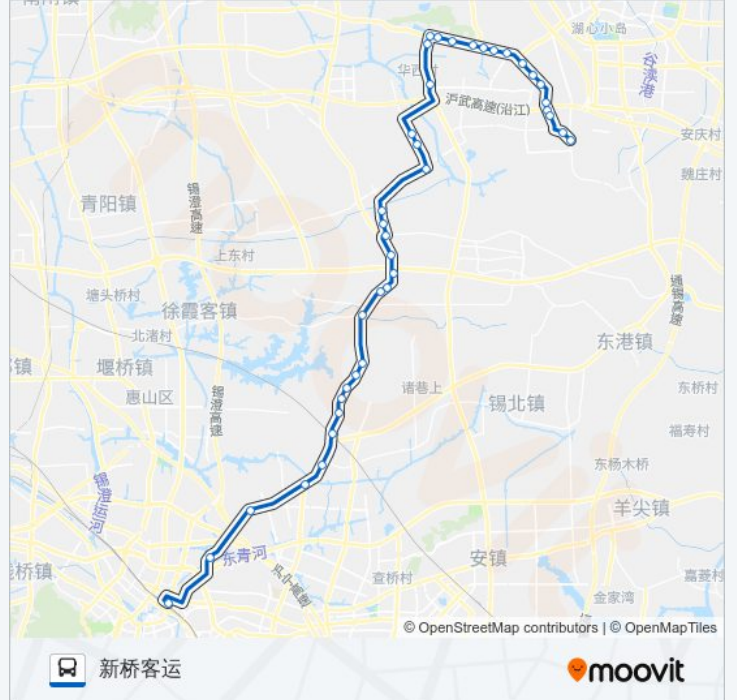 湖心小岛
谷渎港
沪武高速(沿江)
安庆村
魏庄村
青阳镇
锡澄高速
上东村
塘头桥村
徐霞客镇
北渚村
通锡高速
东港镇
堰桥镇
惠山区
锡澄高速
诸巷上
锡北镇
东桥村
福寿村
东杨木桥
锡澄运河
羊尖镇
东青河
安镇
查桥村
嘉菱村
金家湾
© OpenStreetMap contributors | © OpenMapTiles
新桥客运
moovit